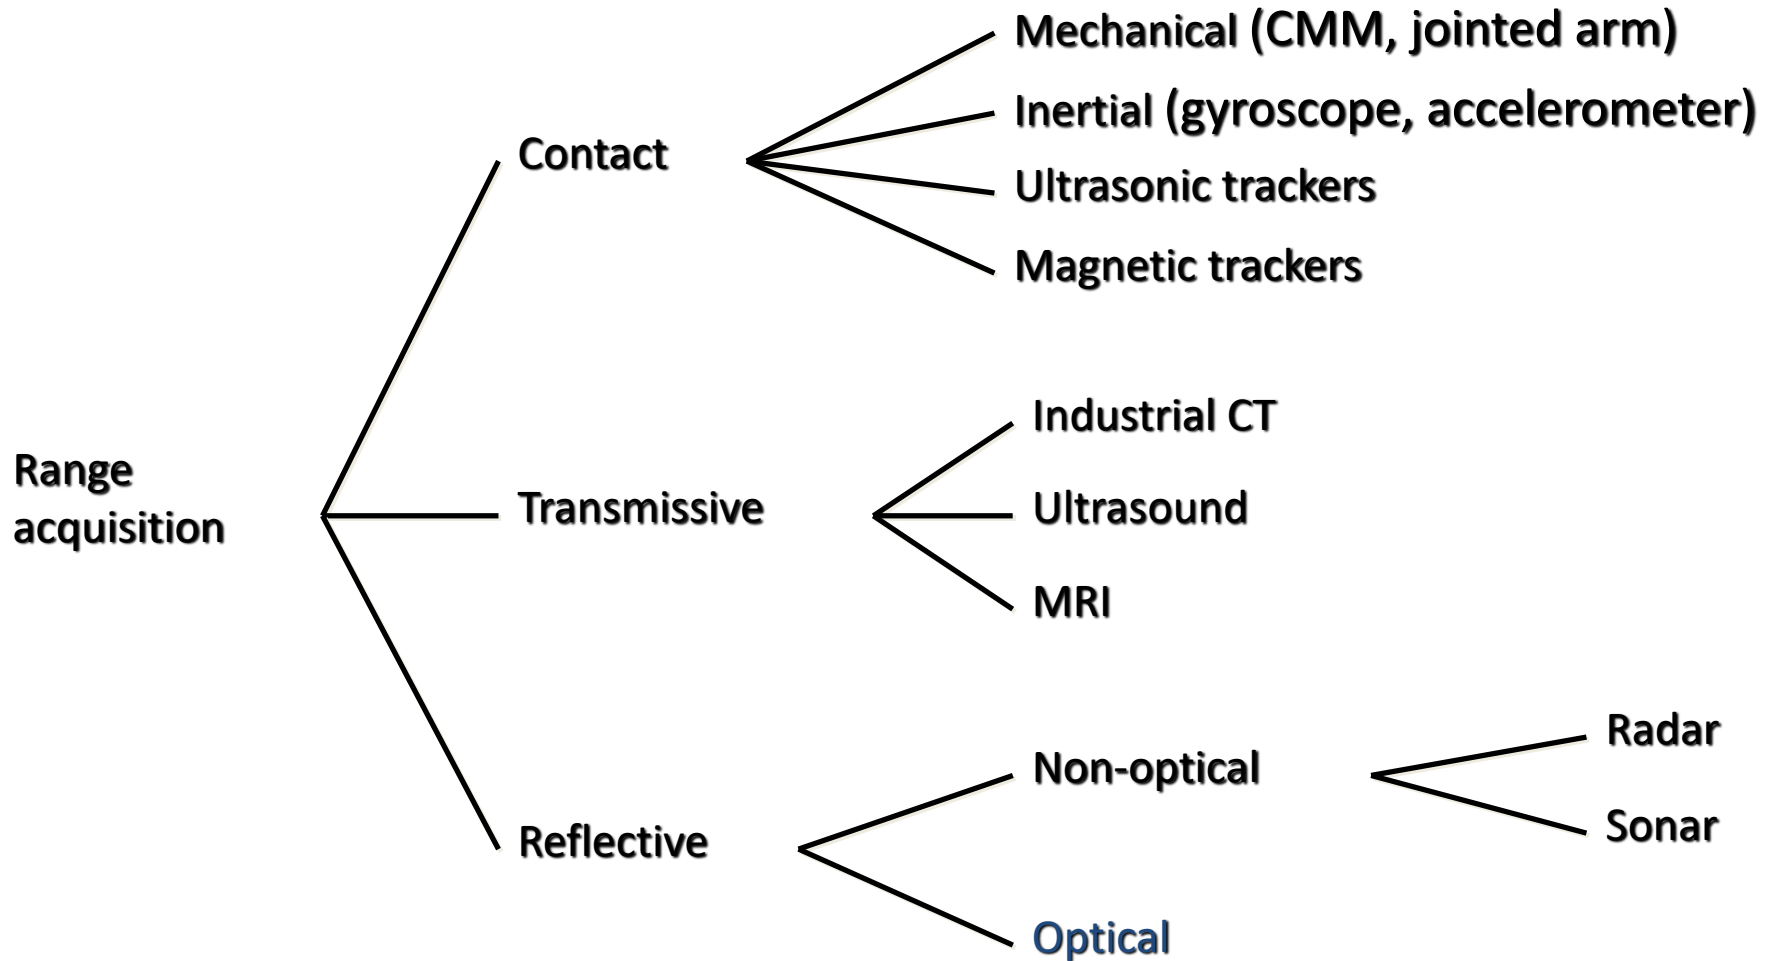 Mechanical (CMM, jointed arm)
Inertial (gyroscope, accelerometer)
Contact
Ultrasonic trackers
Magnetic trackers
Industrial CT
Range
acquisition
Transmissive
Ultrasound
MRI
Radar
Non-optical
Sonar
Reflective
Optical